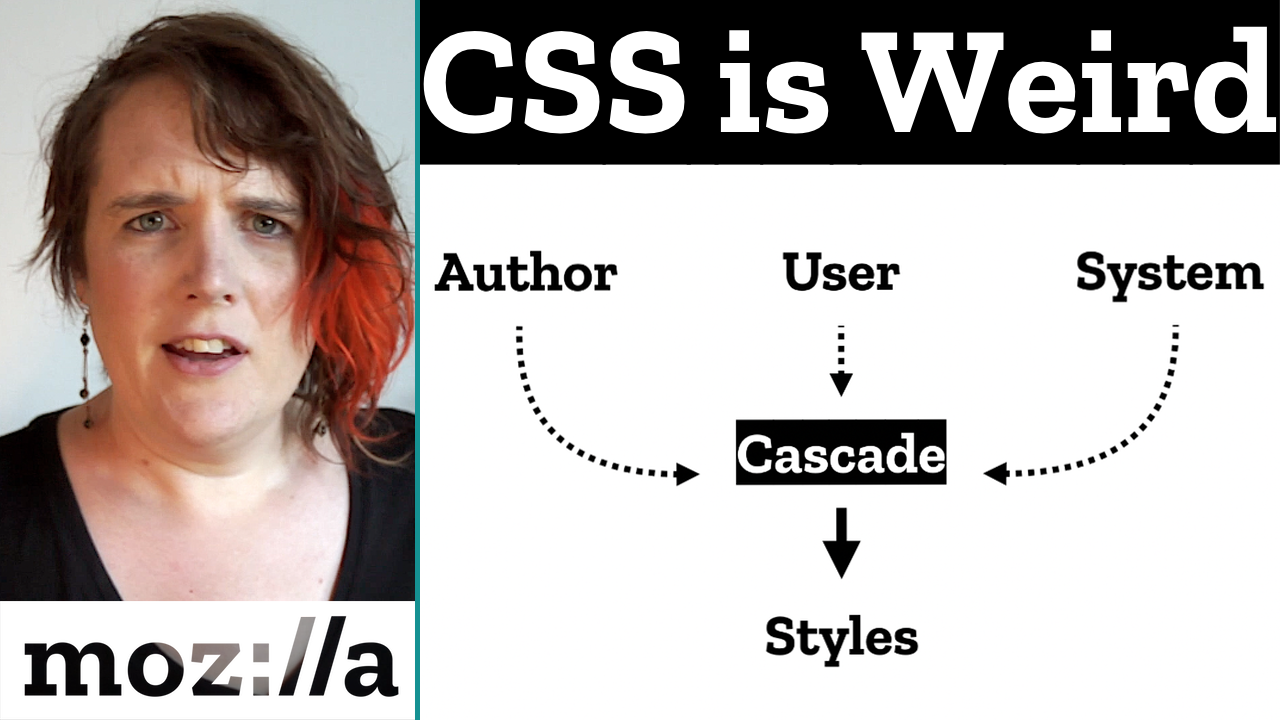 CSS is Weird
Author User System
Cascade
Styles
moz://a